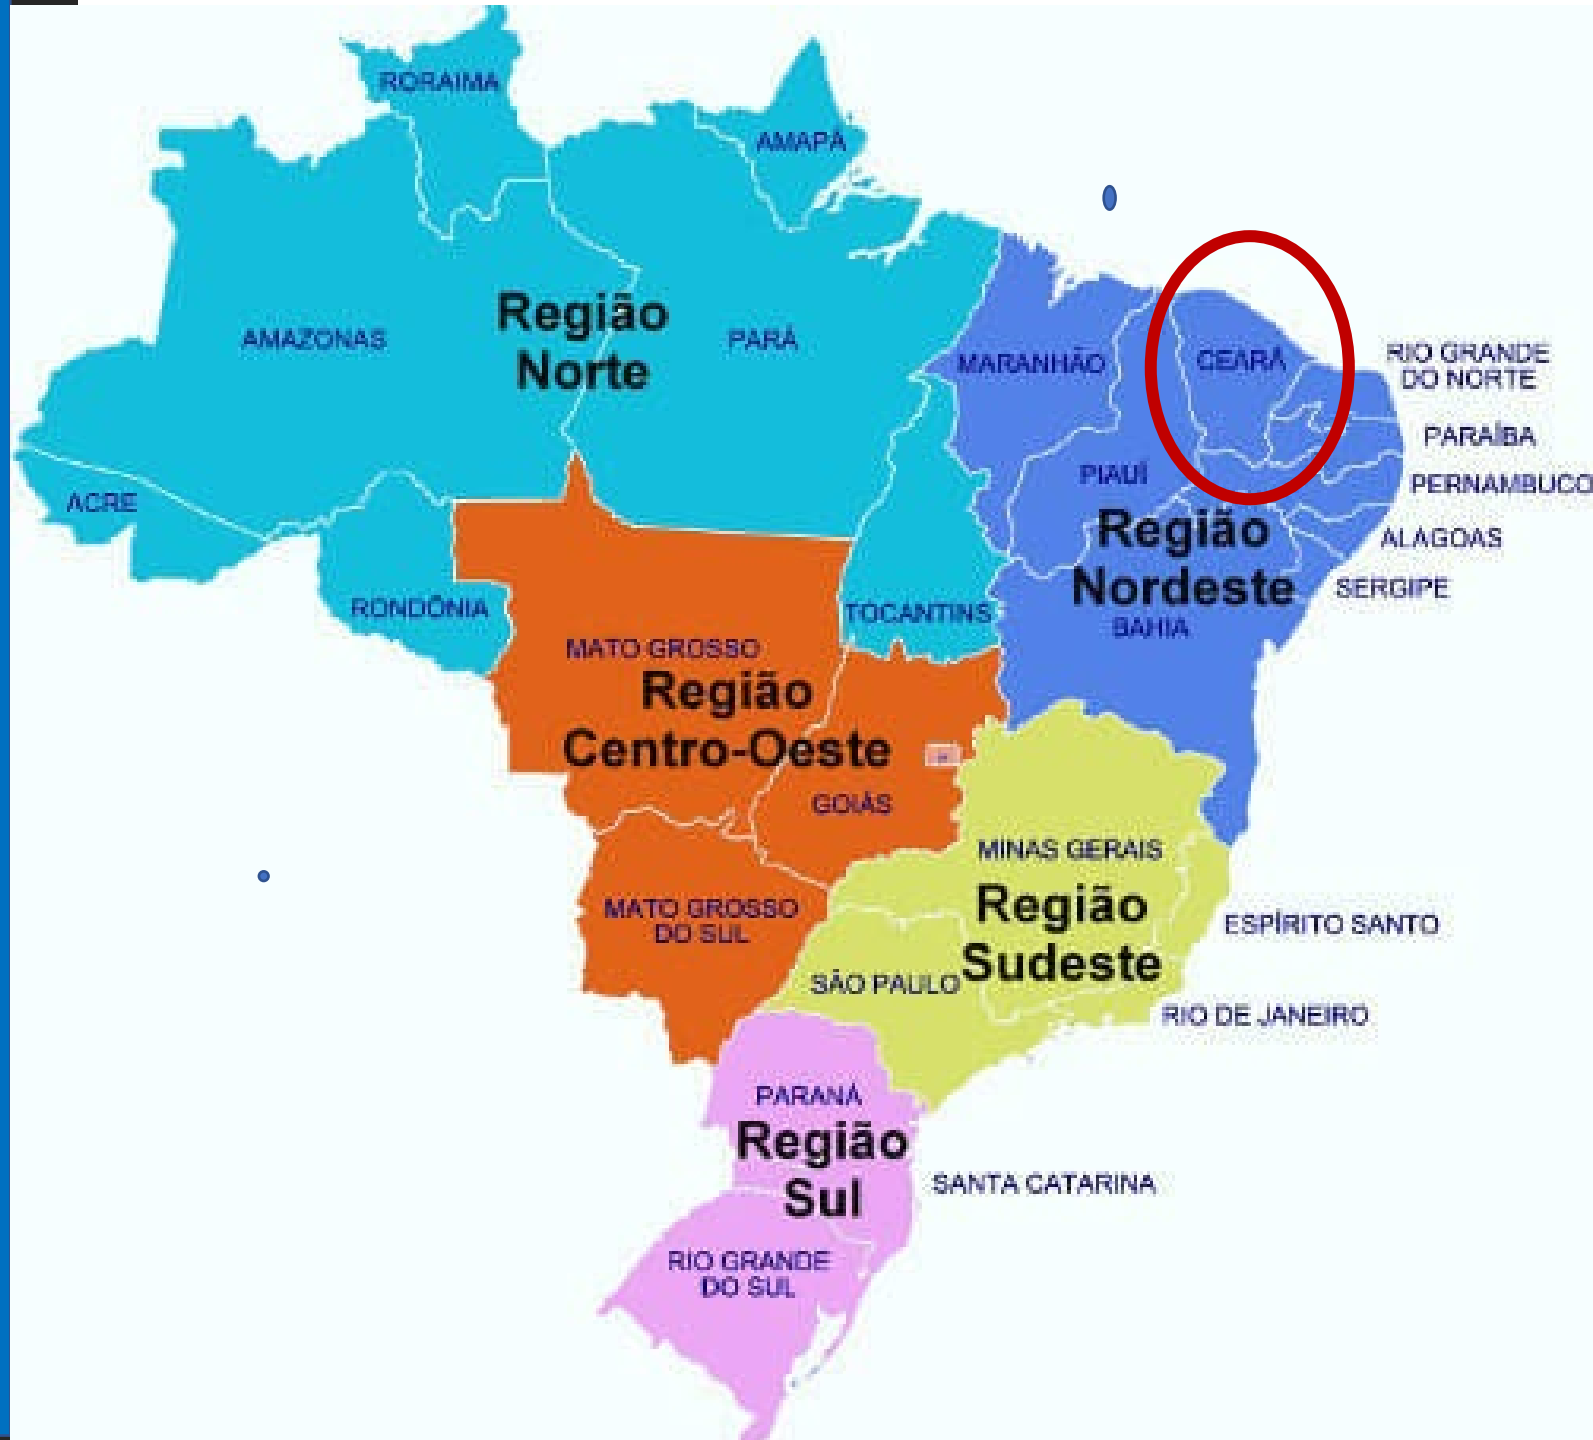 RORAIMA
AMAPÁ
AMAZONAS
Região
Norte
PARÁ
MARANHÃO
CEARÁ
RIO GRANDE
DO NORTE
PARAÍBA
PIAUÍ
PERNAMBUCO
ACRE
Região
Nordeste
ALAGOAS
SERGIPE
RONDÔNIA
TOCANTINS
BAHIA
MATO GROSSO
Região
Centro-Oeste
GOIÁS
MINAS GERAIS
MATO GROSSO
DO SUL
Região
Sudeste
ESPÍRITO SANTO
SÃO PAULO
RIO DE JANEIRO
PARANÁ
Região
Sul
SANTA CATARINA
RIO GRANDE
DO SUL